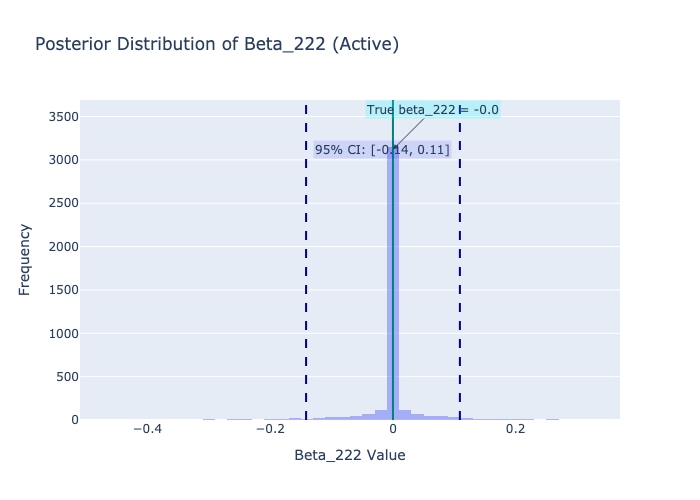 Posterior Distribution of Beta_222 (Active)
True beta_222 = -0.0
95% CI: [-0.14, 0.11]
3500
3000
2500
2000
1500
1000
500
0
Frequency
−0.4
−0.2
0
0.2
Beta_222 Value